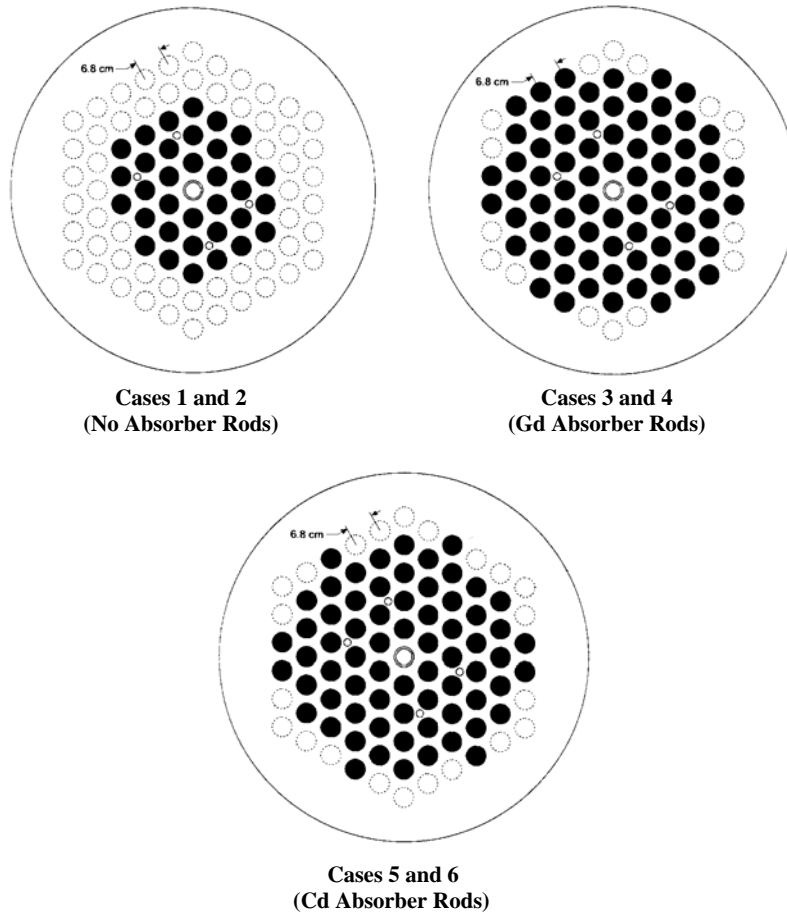 6.8 cm
6.8 cm
Cases 1 and 2
(No Absorber Rods)
Cases 3 and 4
(Gd Absorber Rods)
6.8 cm
Cases 5 and 6
(Cd Absorber Rods)